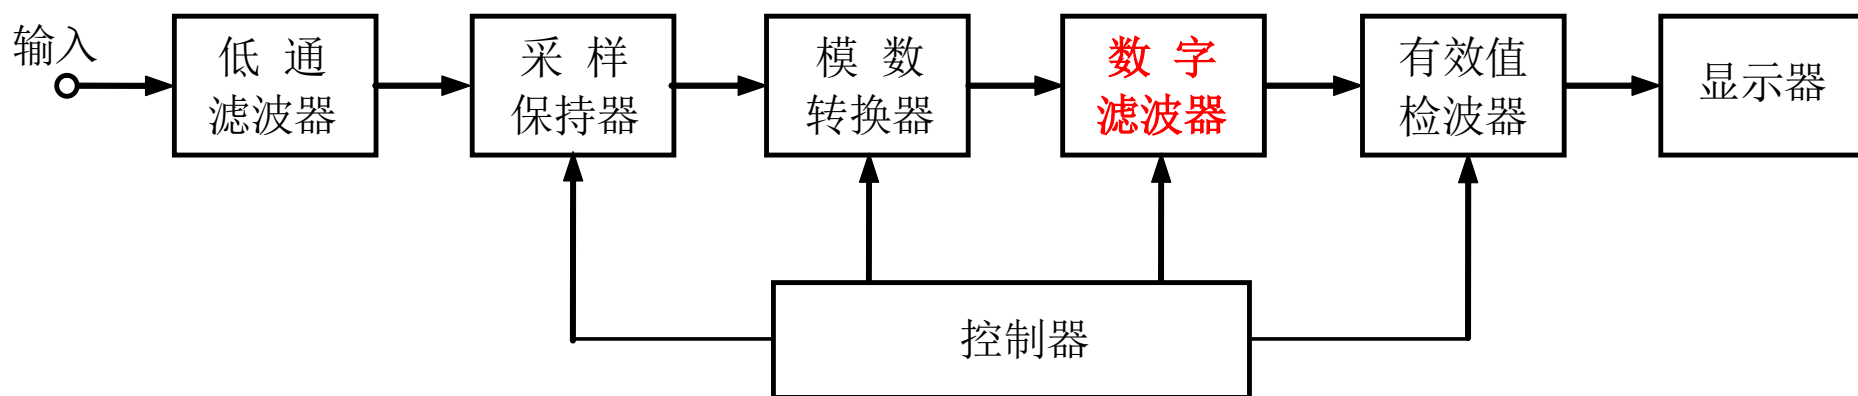 输入
低 通
滤波器
采 样
保持器
模 数
转换器
数 字
滤波器
有效值
检波器
显示器
控制器